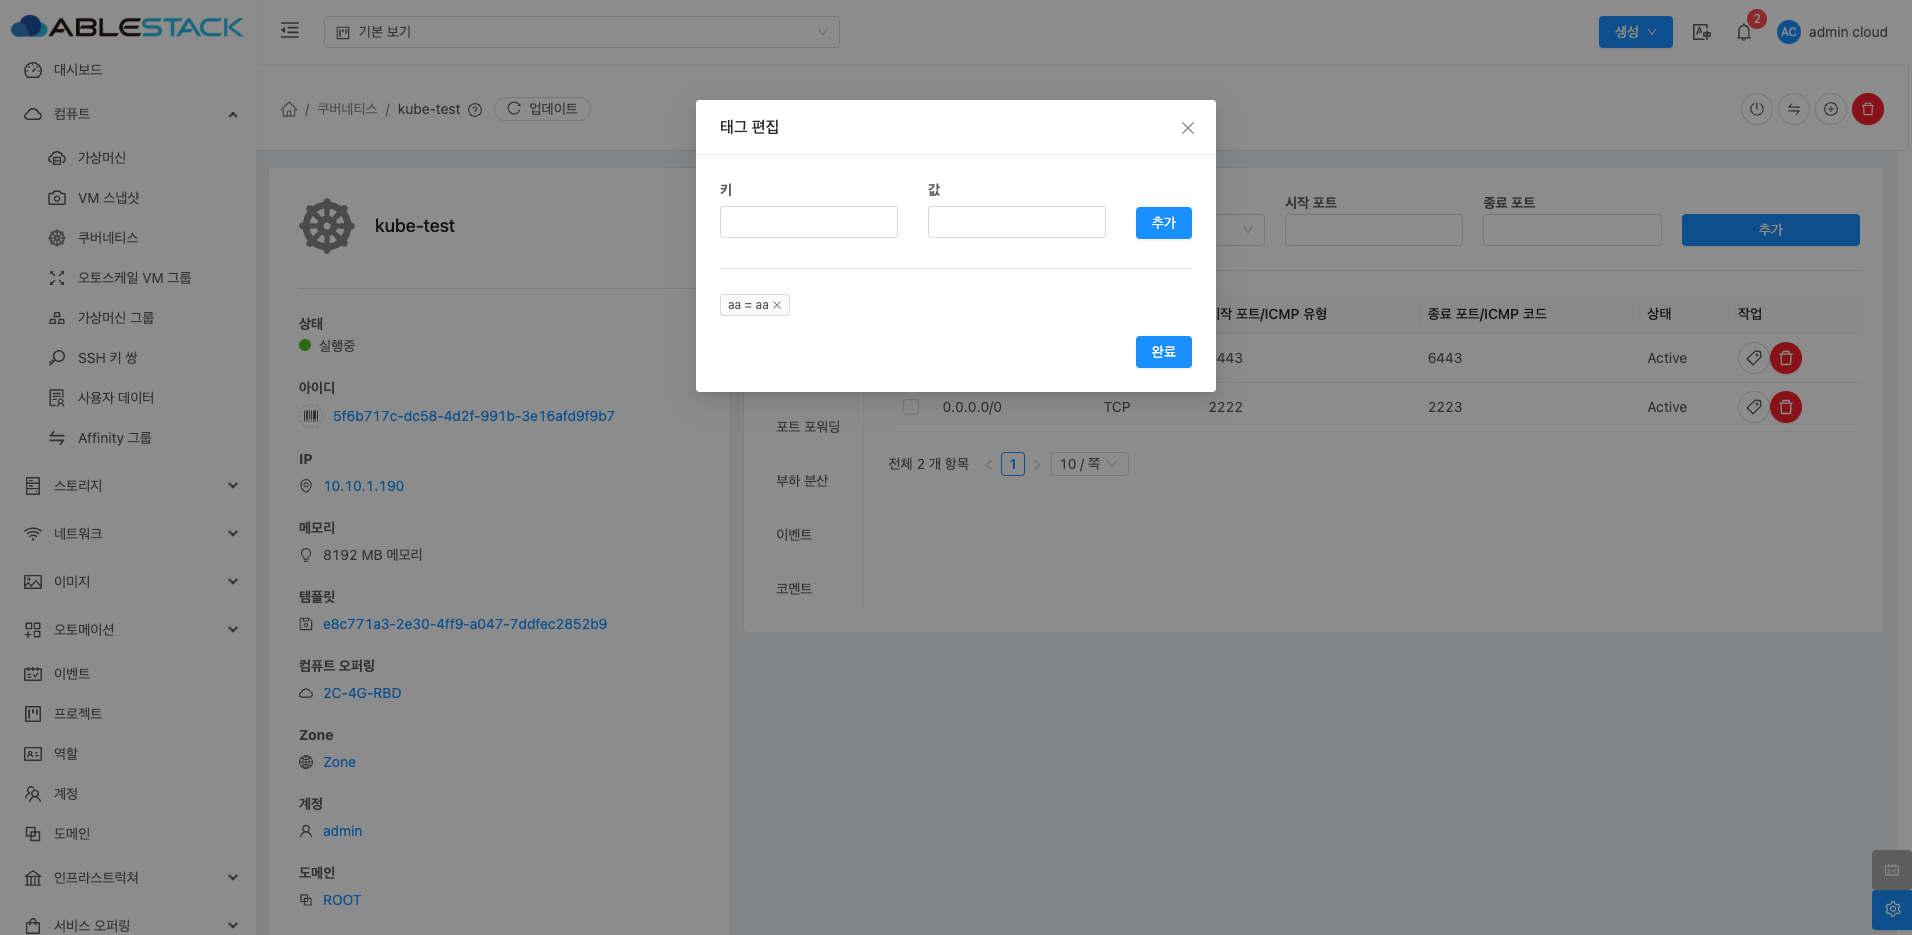 ABLESTACK
기본 보기
생성
2
AC
admin cloud
대시보드
컴퓨트
가상머신
VM 스냅샷
쿠버네티스
오토스케일 VM 그룹
가상머신 그룹
SSH 키 쌍
사용자 데이터
Affinity 그룹
스토리지
네트워크
이미지
오토메이션
이벤트
프로젝트
역할
계정
도메인
인프라스트럭쳐
서비스 오퍼링
/ 쿠버네티스 / kube-test
업데이트
kube-test
상태
실행중
아이디
5f6b717c-dc58-4d2f-991b-3e16afd9f9b7
IP
10.10.1.190
메모리
8192 MB 메모리
템플릿
e8c771a3-2e30-4ff9-a047-7ddfec2852b9
컴퓨트 오퍼링
2C-4G-RBD
Zone
Zone
계정
admin
도메인
ROOT
태그 편집
키
값
추가
aa = aa
완료
시작 포트
종료 포트
추가
시작 포트/ICMP 유형
종료 포트/ICMP 코드
상태
작업
6443
6443
Active
0.0.0.0/0
TCP
2222
2223
Active
전체 2 개 항목
1
10 / 쪽
포트 포워딩
부하 분산
이벤트
코멘트